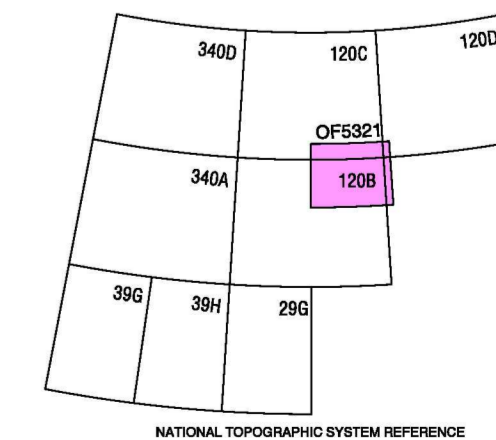 340D
120C
120D
OF5321
340A
120B
39G
39H
29G
NATIONAL TOPOGRAPHIC SYSTEM REFERENCE